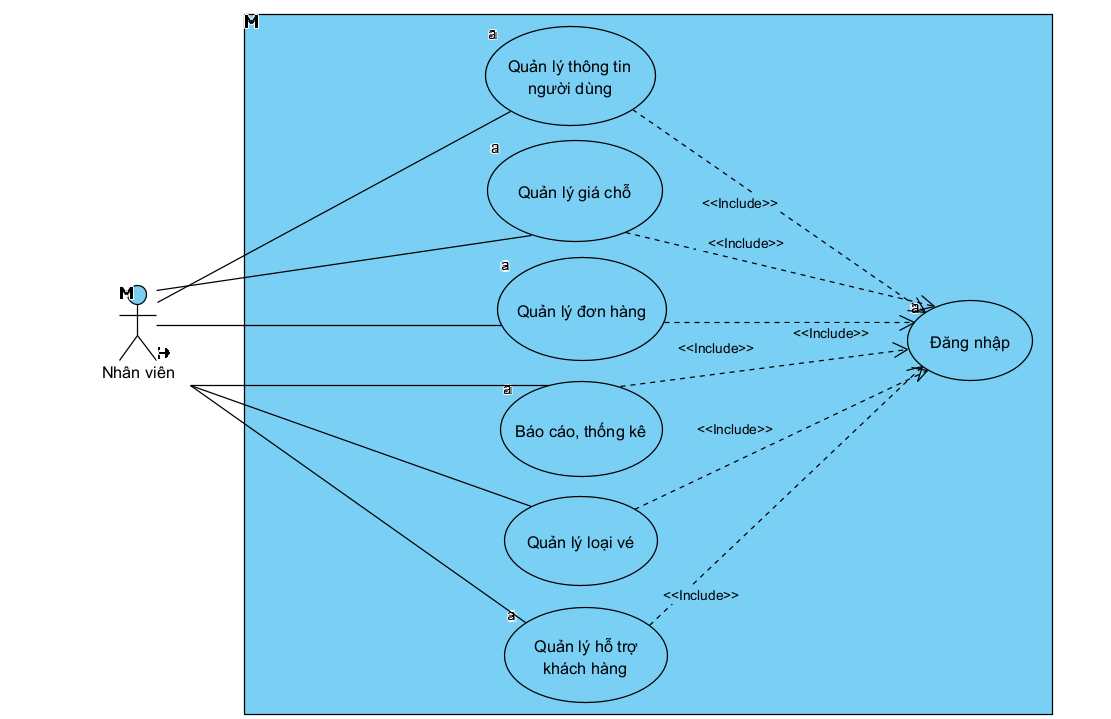 M
a
Quản lý thông tin
người dùng
a
Quản lý giá chỗ
<<Include>>
<<Include>>
a
Quản lý đơn hàng
M
a
Đăng nhập
<<Include>>
<<Include>>
Nhân viên
a
Báo cáo, thống kê
<<Include>>
Quản lý loại vé
<<Include>>
a
Quản lý hỗ trợ
khách hàng